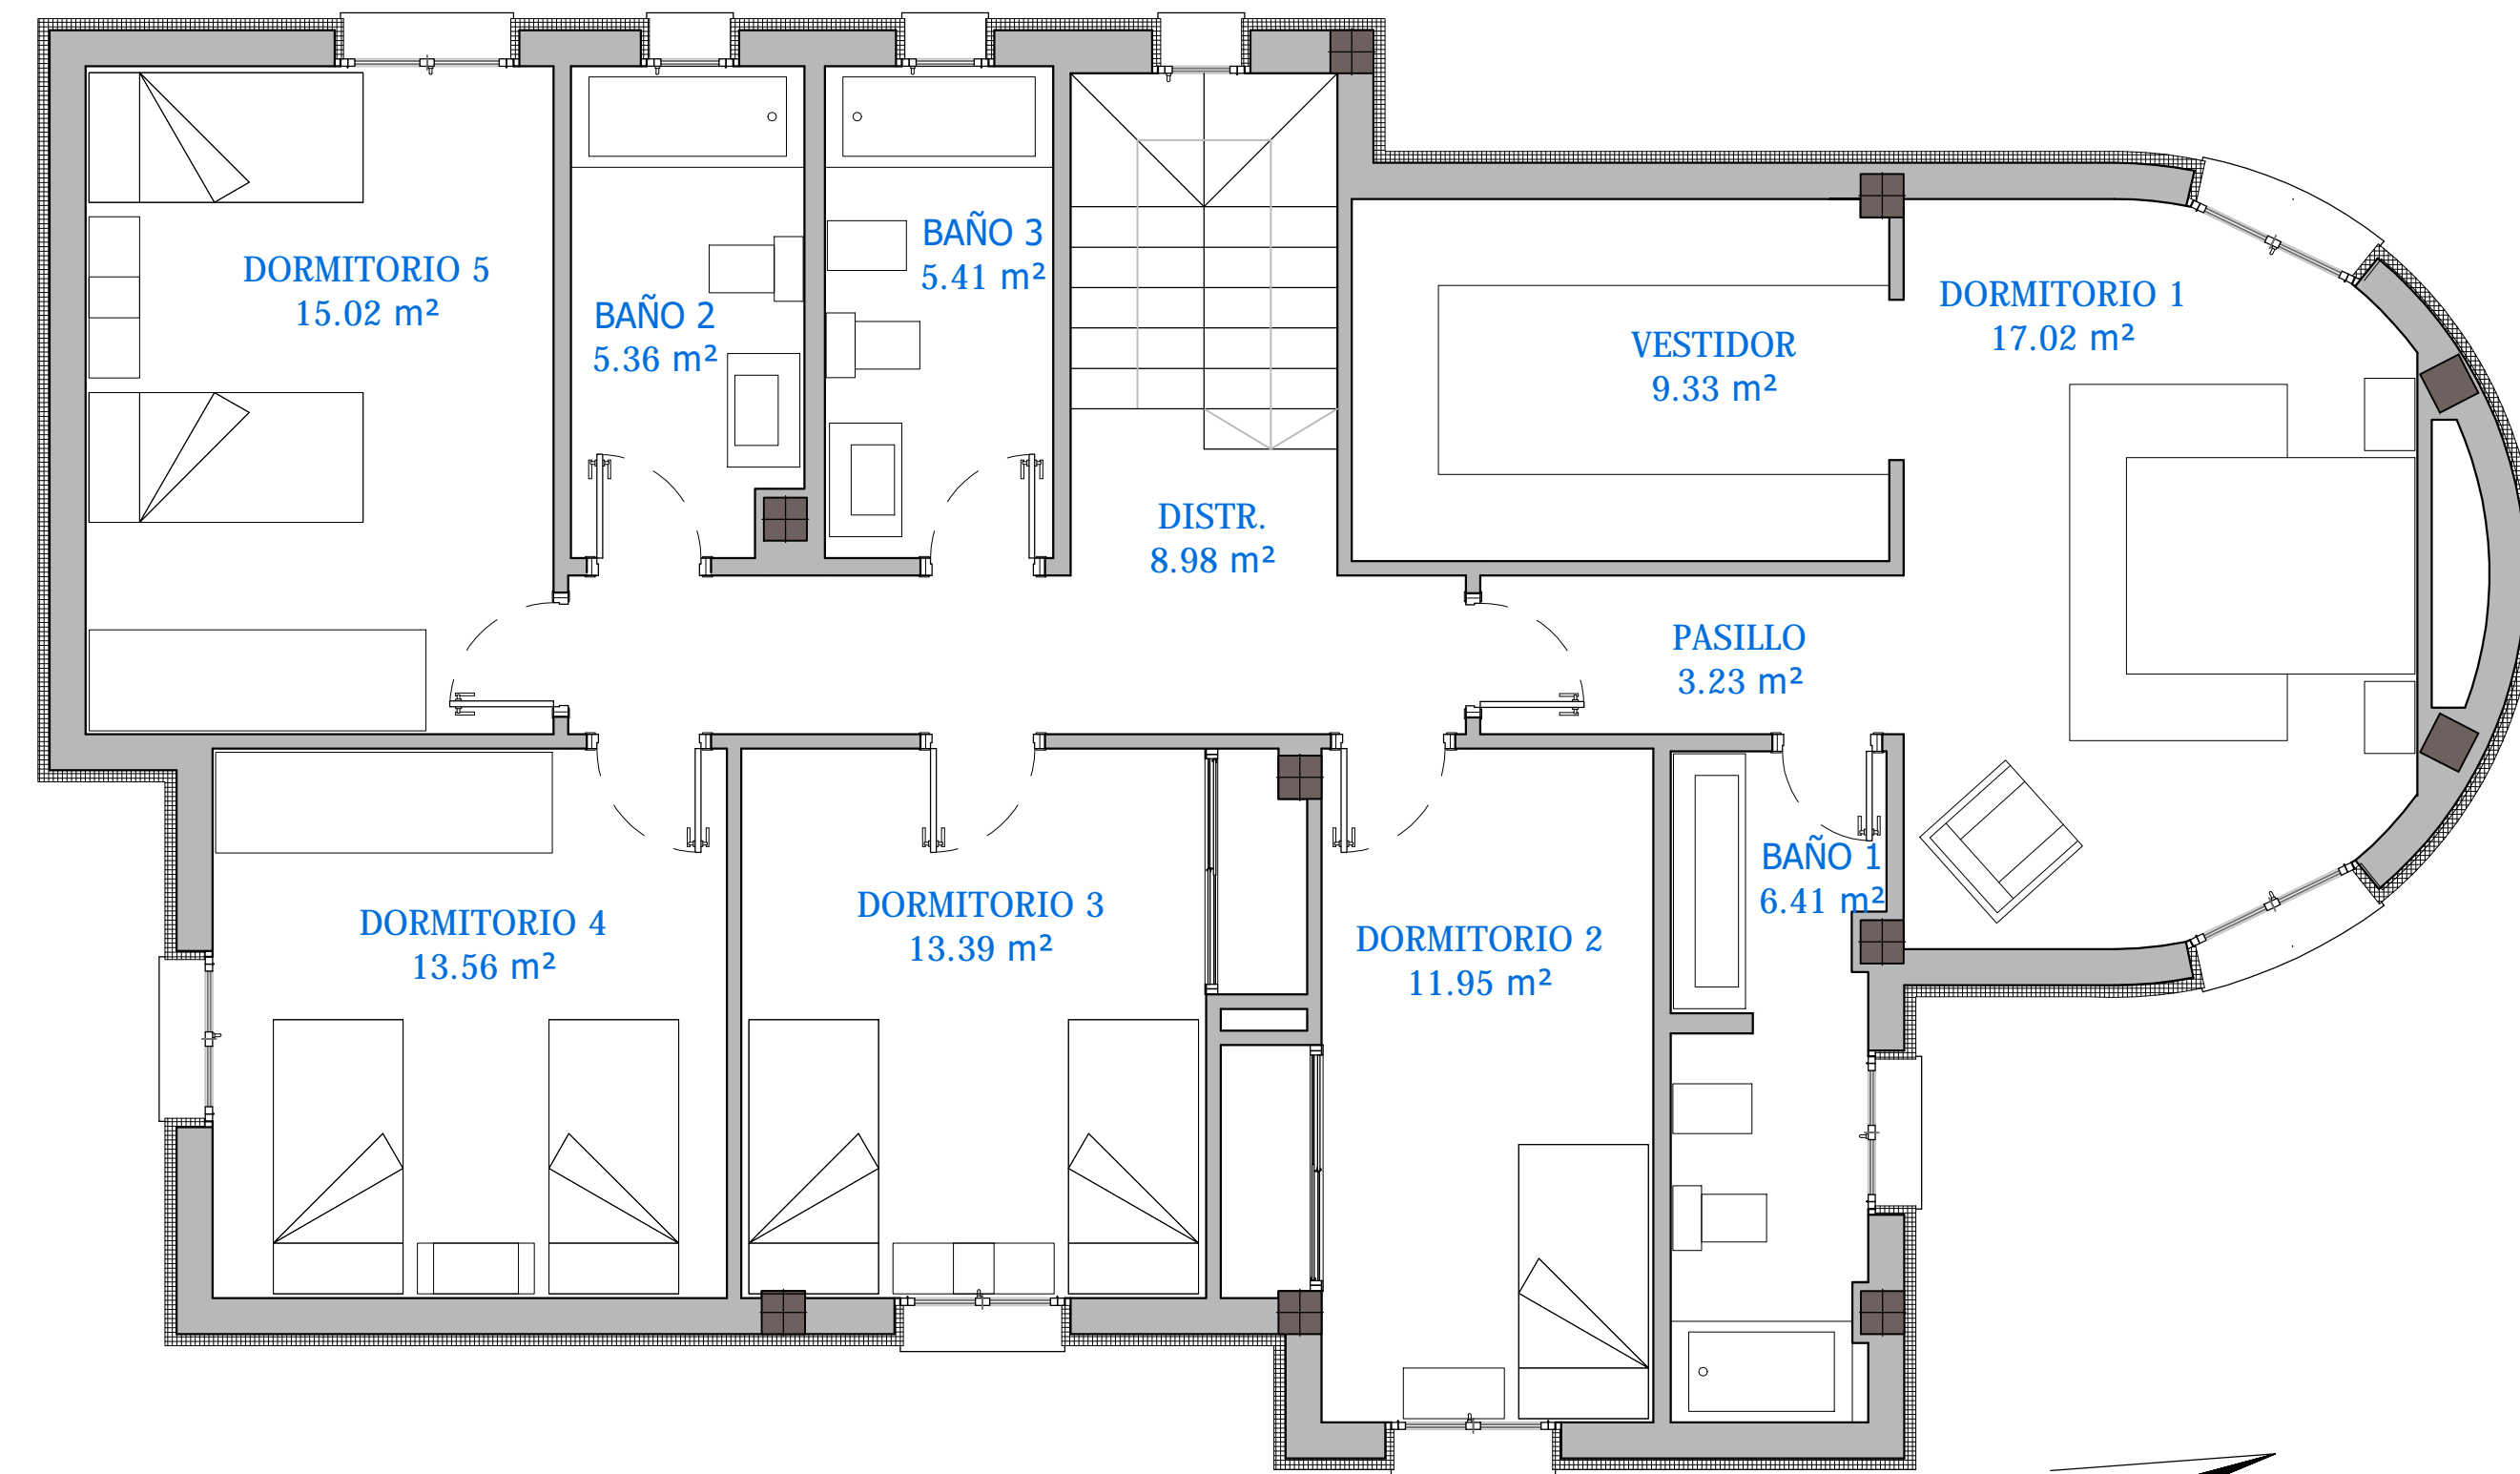 DORMITORIO 5
15.02 m²
BAÑO 2
5.36 m²
BAÑO 3
5.41 m²
DISTR.
8.98 m²
VESTIDOR
9.33 m²
DORMITORIO 1
17.02 m²
PASILLO
3.23 m²
DORMITORIO 4
13.56 m²
DORMITORIO 3
13.39 m²
DORMITORIO 2
11.95 m²
BAÑO 1
6.41 m²